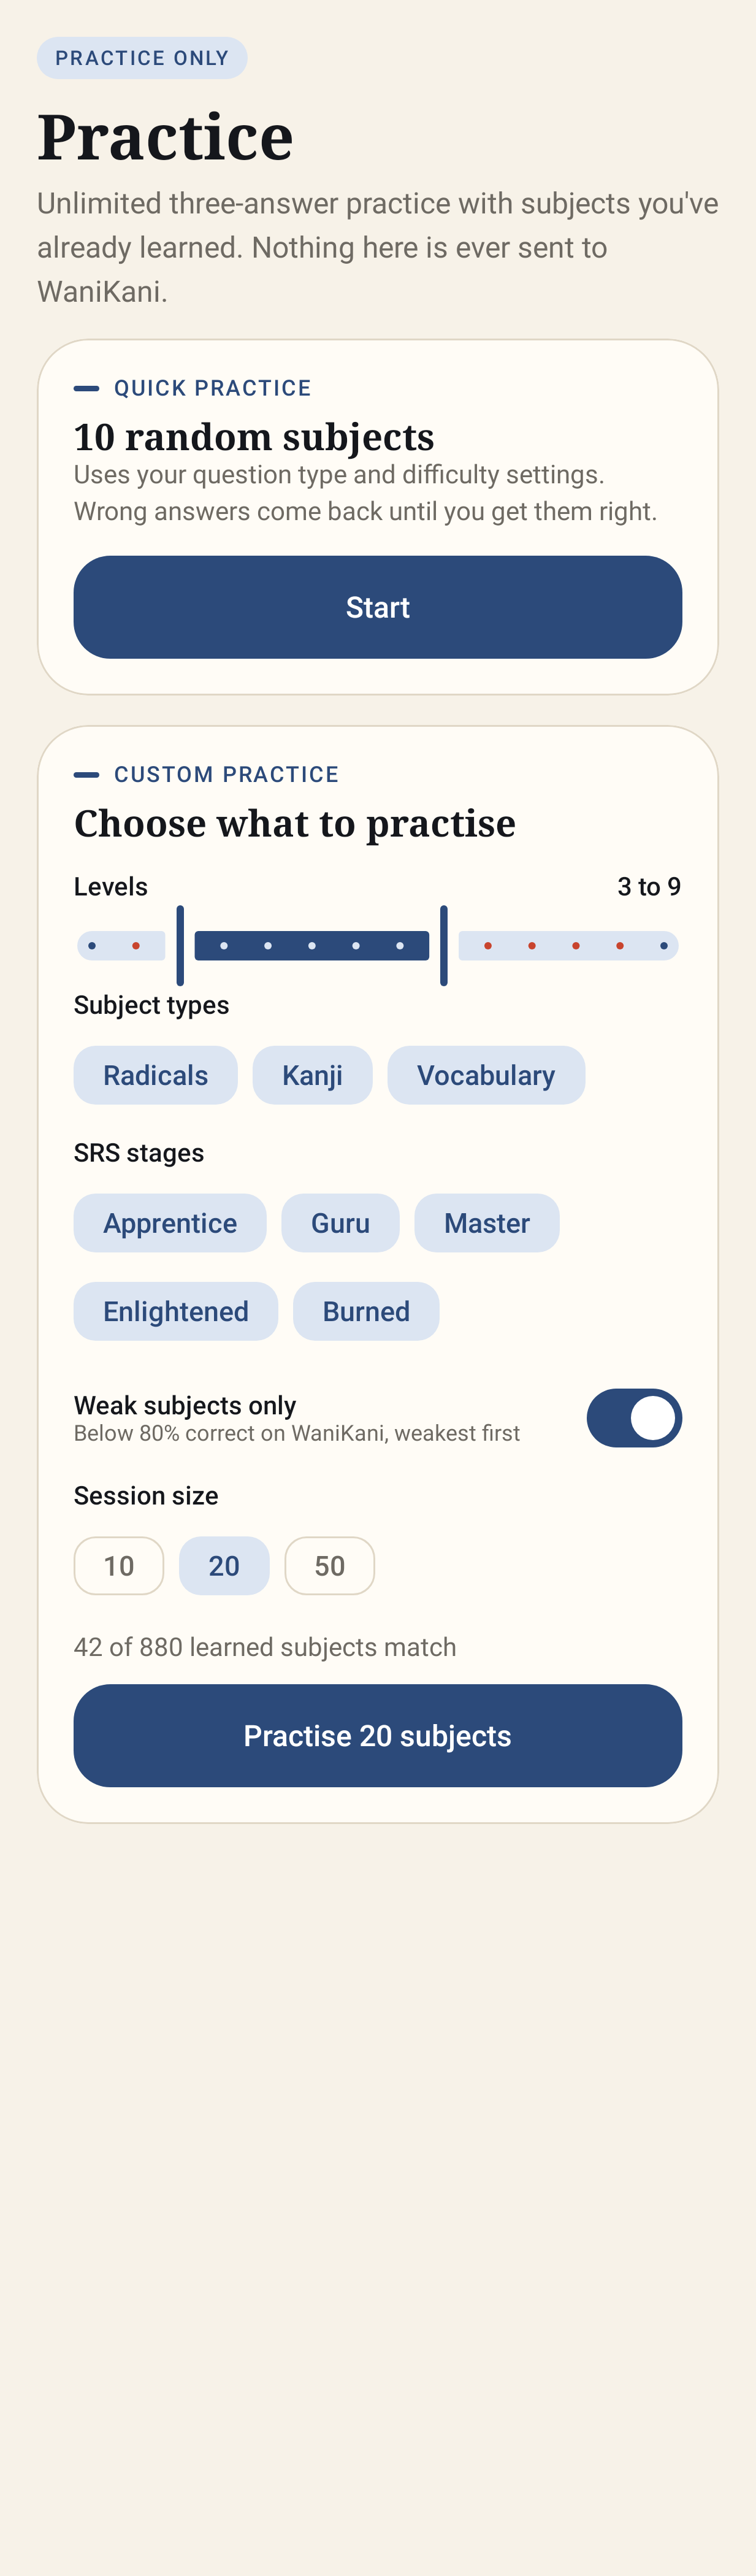 PRACTICE ONLY
Practice
Unlimited three-answer practice with subjects you've
already learned. Nothing here is ever sent to
WaniKani.
QUICK PRACTICE
10 random subjects
Uses your question type and difficulty settings.
Wrong answers come back until you get them right.
Start
CUSTOM PRACTICE
Choose what to practise
Levels 3 to 9
Subject types
Radicals Kanji Vocabulary
SRS stages
Apprentice Guru Master
Enlightened Burned
Weak subjects only
Below 80% correct on WaniKani, weakest first
Session size
10 20 50
42 of 880 learned subjects match
Practise 20 subjects